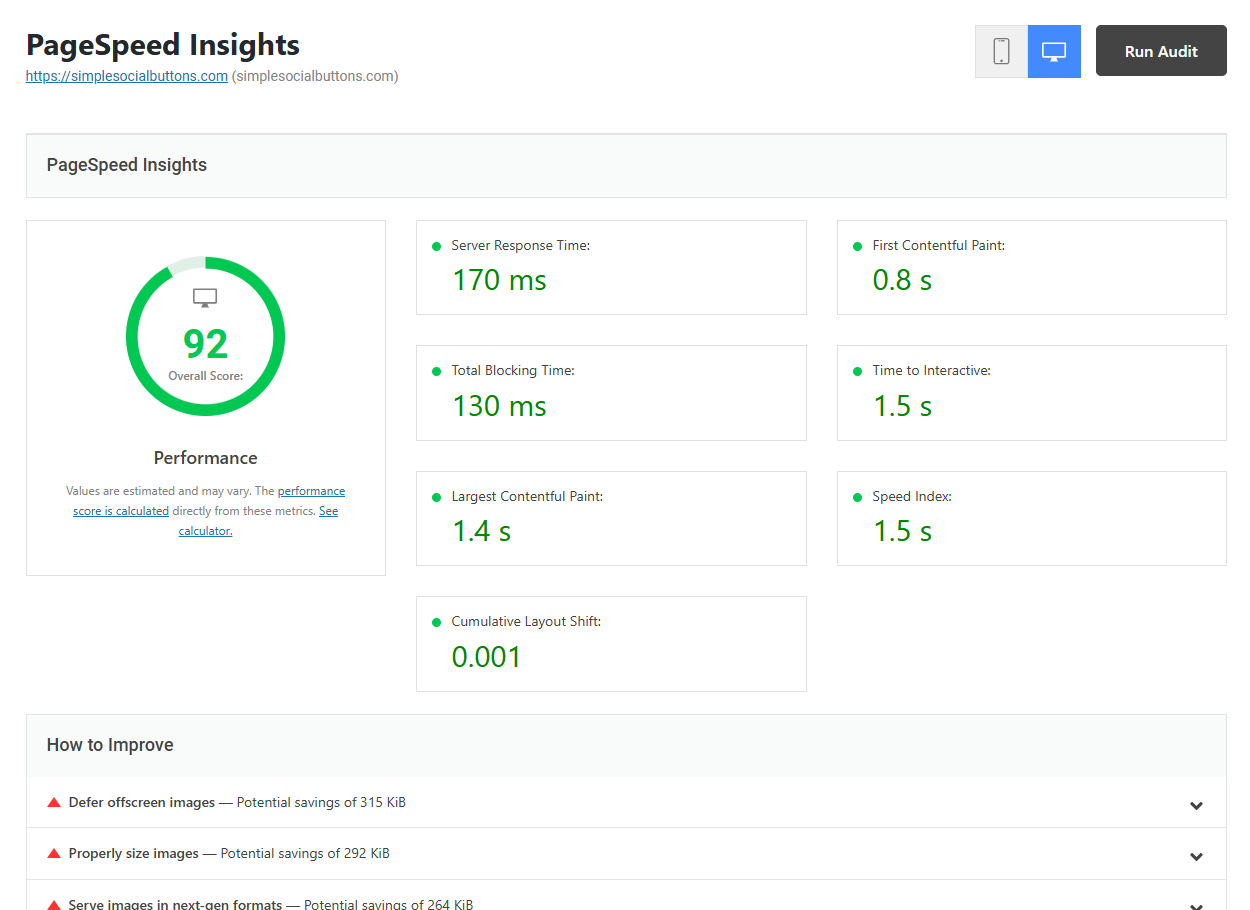 PageSpeed Insights
https://simplesocialbuttons.com (simplesocialbuttons.com)
Run Audit
PageSpeed Insights
92
Overall Score:
Performance
Values are estimated and may vary. The performance
score is calculated directly from these metrics. See
calculator.
Server Response Time:
170 ms
First Contentful Paint:
0.8 s
Total Blocking Time:
130 ms
Time to Interactive:
1.5 s
Largest Contentful Paint:
1.4 s
Speed Index:
1.5 s
Cumulative Layout Shift:
0.001
How to Improve
Defer offscreen images — Potential savings of 315 KiB
Properly size images — Potential savings of 292 KiB
Serve images in next-gen formats — Potential savings of 264 KiB